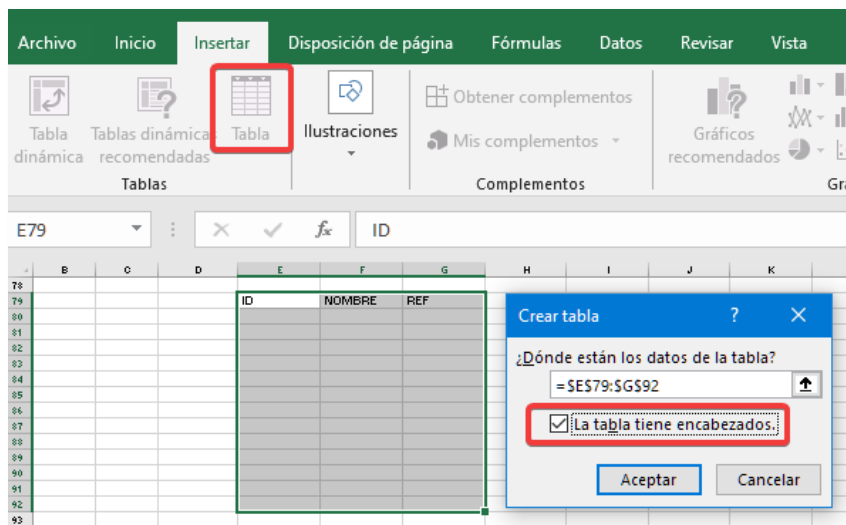 Archivo Inicio Insertar Disposición de página Fórmulas Datos Revisar Vista
Tabla dinámica
Tablas dinámicas recomendadas
Tabla
Ilustraciones
Obtener complementos
Mis complementos
Gráficos recomendados
Tablas Complementos Gr
E79 fx ID
B C D E F G H I J K
78
79 ID NOMBRE REF
80
81
82
83
84
85
86
87
88
89
90
91
92
93
Crear tabla ? ×
¿Dónde están los datos de la tabla?
=$E$79:$G$92
La tabla tiene encabezados.
Aceptar Cancelar